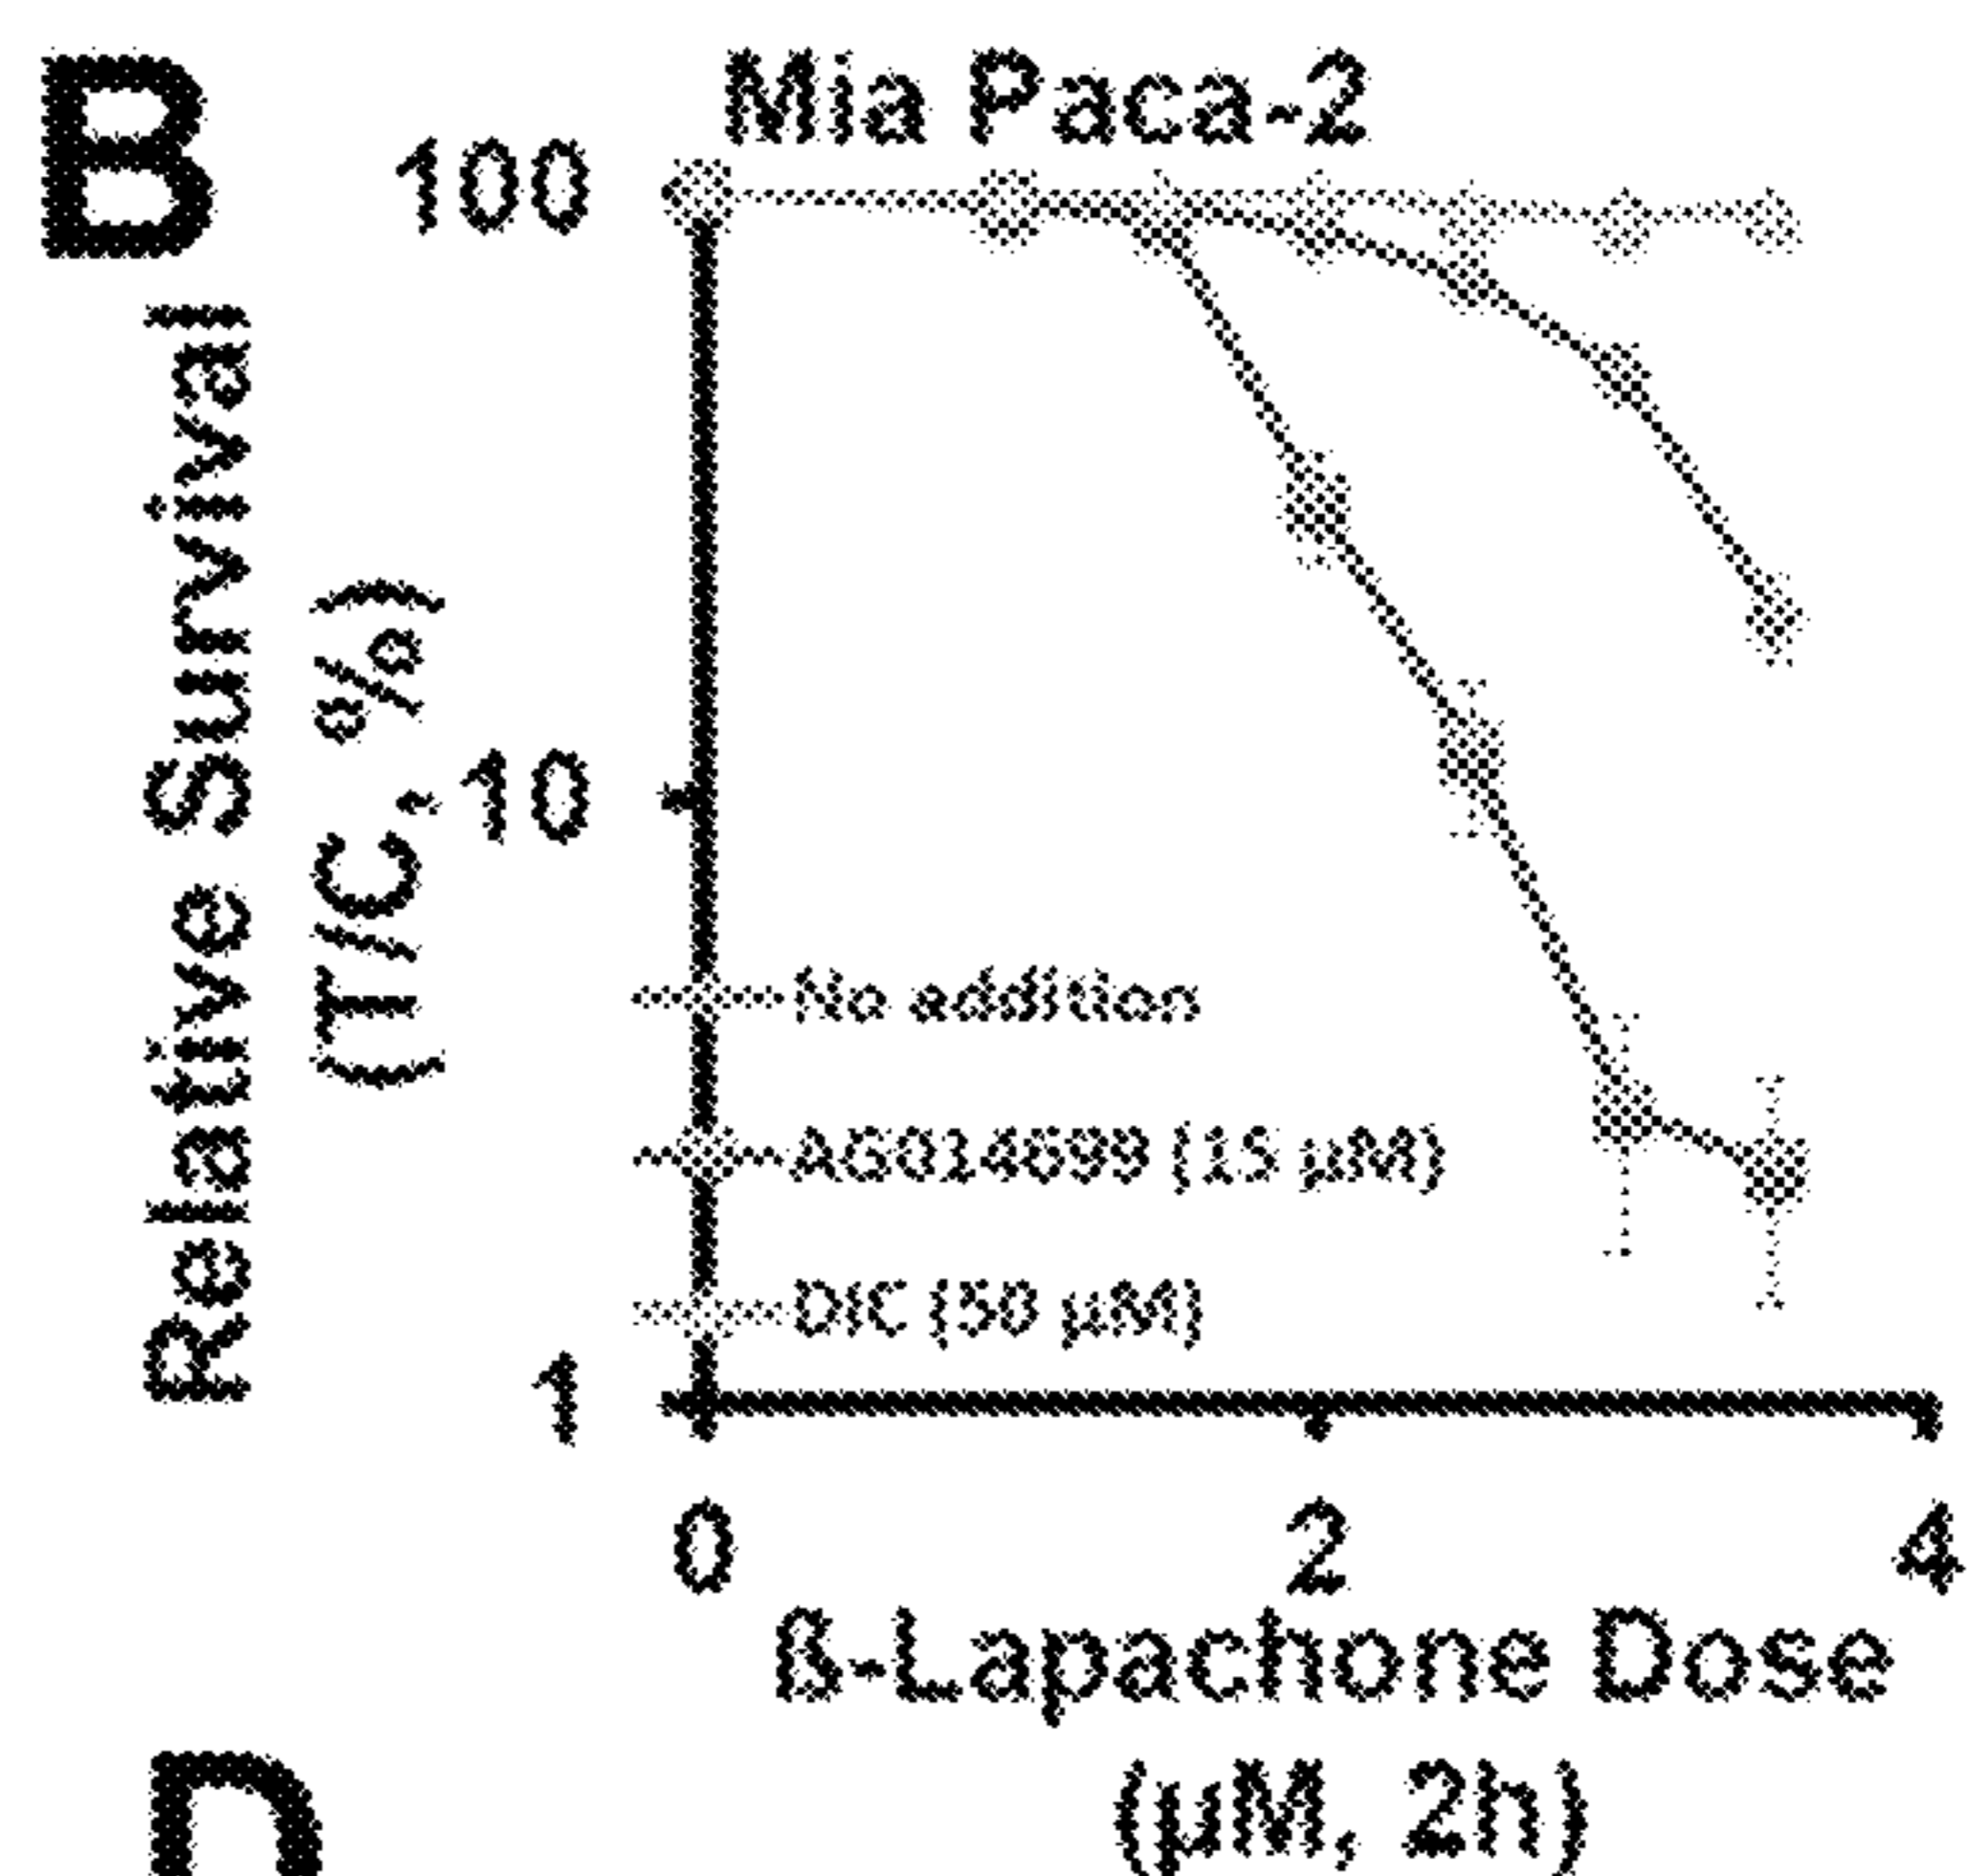 B
Mia Paca-2
Relative Survival
(T/C, %)
100
10
1
No addition
AG014699 (15 µM)
DIC (50 µM)
0 2 4
ß-Lapachone Dose
(µM, 2h)
D